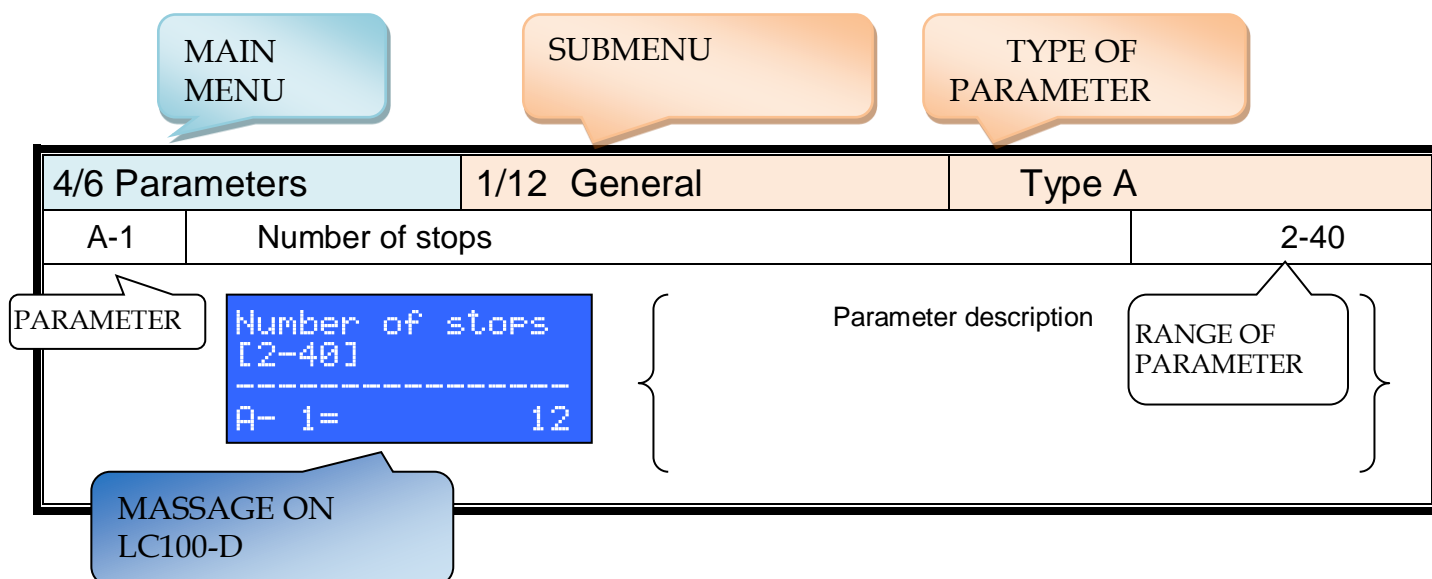 MAIN
MENU
SUBMENU
TYPE OF
PARAMETER
4/6 Parameters 1/12 General Type A
A-1 Number of stops 2-40
PARAMETER
Number of stops
[2-40]
-----------------
A- 1= 12
Parameter description
RANGE OF
PARAMETER
MASSAGE ON
LC100-D